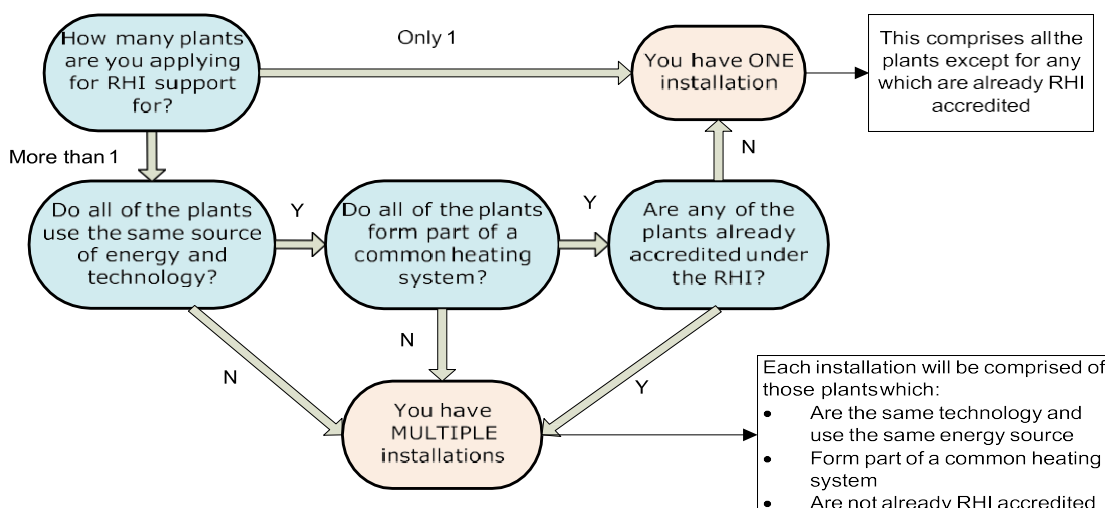 How many plants
are you applying
for RHI support
for?
Only 1
You have ONE
installation
This comprises all the
plants except for any
which are already RHI
accredited
More than 1
N
Do all of the plants
use the same source
of energy and
technology?
Y
Do all of the plants
form part of a
common heating
system?
Y
Are any of the
plants already
accredited under
the RHI?
N
N
Y
You have
MULTIPLE
installations
Each installation will be comprised of
those plants which:
• Are the same technology and
use the same energy source
• Form part of a common heating
system
• Are not already RHI accredited